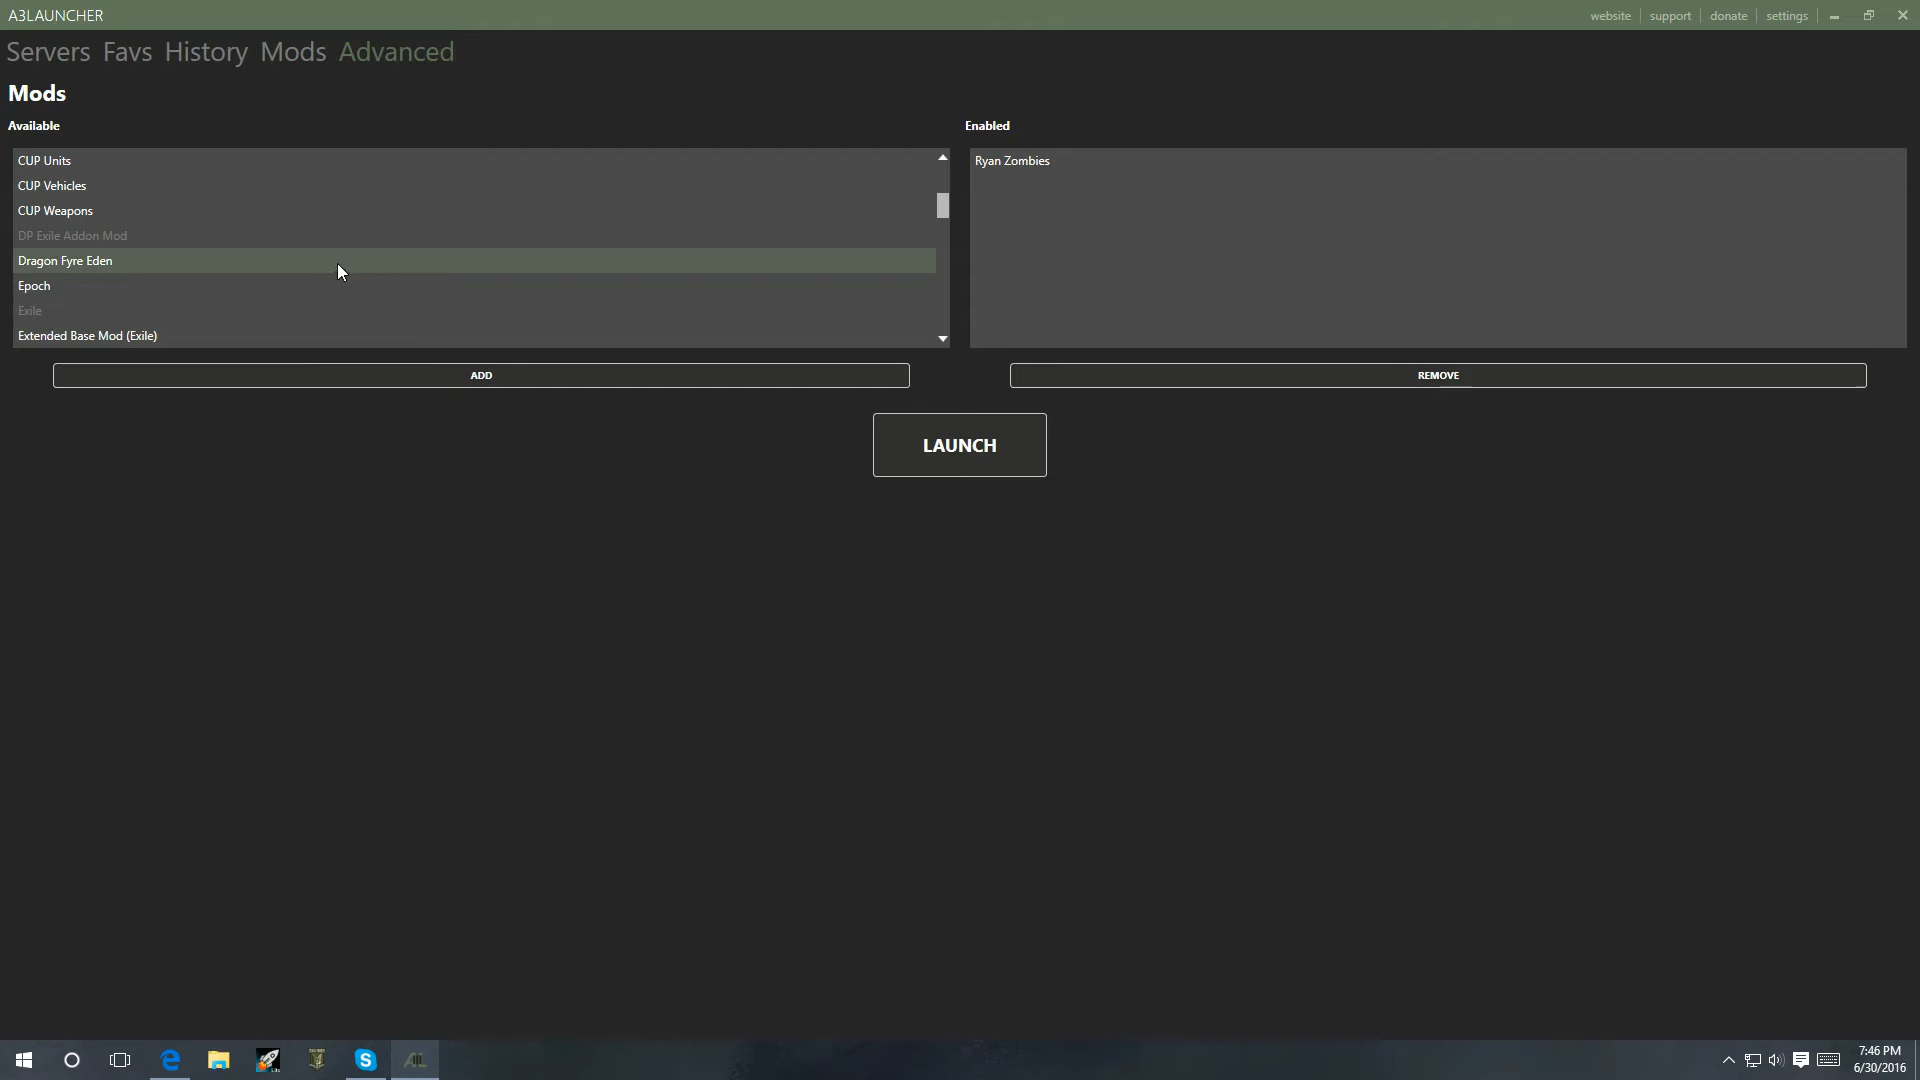 A3LAUNCHER
website
support
donate
settings
Servers Favs History Mods Advanced
Mods
Available
Enabled
CUP Units
CUP Vehicles
CUP Weapons
DP Exile Addon Mod
Dragon Fyre Eden
Epoch
Exile
Extended Base Mod (Exile)
Ryan Zombies
ADD
REMOVE
LAUNCH
7:46 PM
6/30/2016